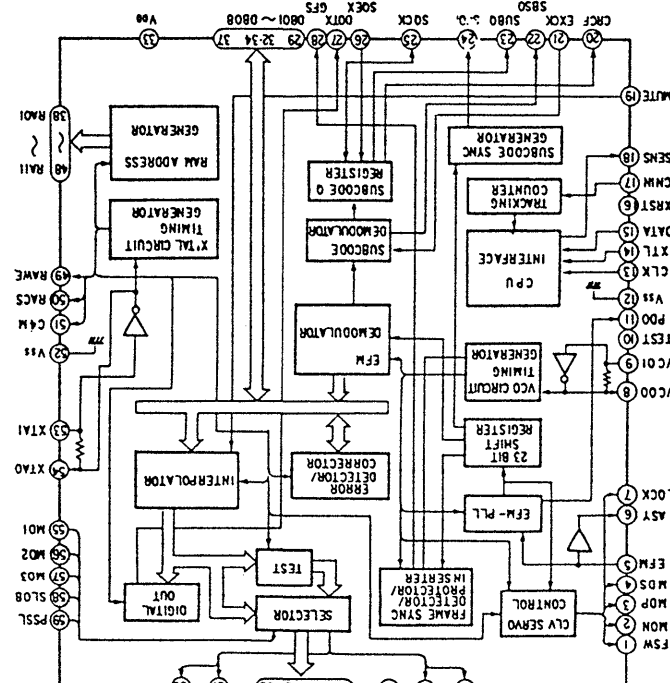 FSW 1
MON 2
MDP 3
MDS 4
EFM 5
ASY 6
LOCK 7
VCOO 8
VCOI 9
TEST 10
PDO 11
Vss 12
CLK 13
XTL 14
DATA 15
XRST 16
CNIN 17
SENS 18
MUTE 19
CLV SERVO
CONTROL
FRAME SYNC
DETECTOR/
PROTECTOR/
INSERTER
SELECTOR
DIGITAL
OUT
TEST
EFM-PLL
23 BIT
SHIFT
REGISTER
ERROR
DETECTOR/
CORRECTOR
INTERPOLATOR
VCO CIRCUIT
TIMING
GENERATOR
EFM
DEMODULATOR
CPU
INTERFACE
SUBCODE
DEMODULATOR
X'TAL CIRCUIT
TIMING
GENERATOR
TRACKING
COUNTER
SUBCODE Q
REGISTER
RAM ADDRESS
GENERATOR
SUBCODE SYNC
GENERATOR
59 PSSL
58 SLOB
57 MD3
56 MD2
55 MD1
54 XTAO
53 XTAI
52 Vss
51 C4M
50 RACS
49 RAWE
48 RA11
~
38 RA01
20 21 22 23 24 25 26 27 28 29 32-34 37 33
CRCF EXCK SBSO SUBQ SQCK SQEX DOTX GFS DB01 ~ DB08 VDD